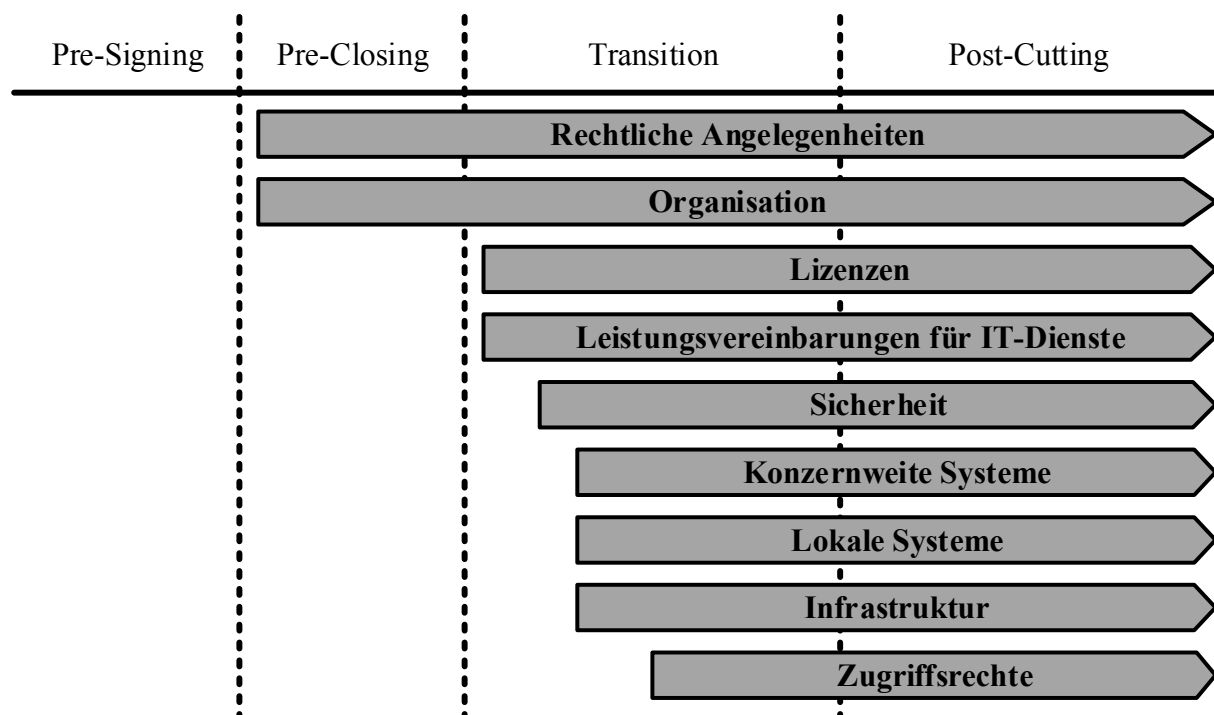 Pre-Signing Pre-Closing Transition Post-Cutting
Rechtliche Angelegenheiten
Organisation
Lizenzen
Leistungsvereinbarungen für IT-Dienste
Sicherheit
Konzernweite Systeme
Lokale Systeme
Infrastruktur
Zugriffsrechte